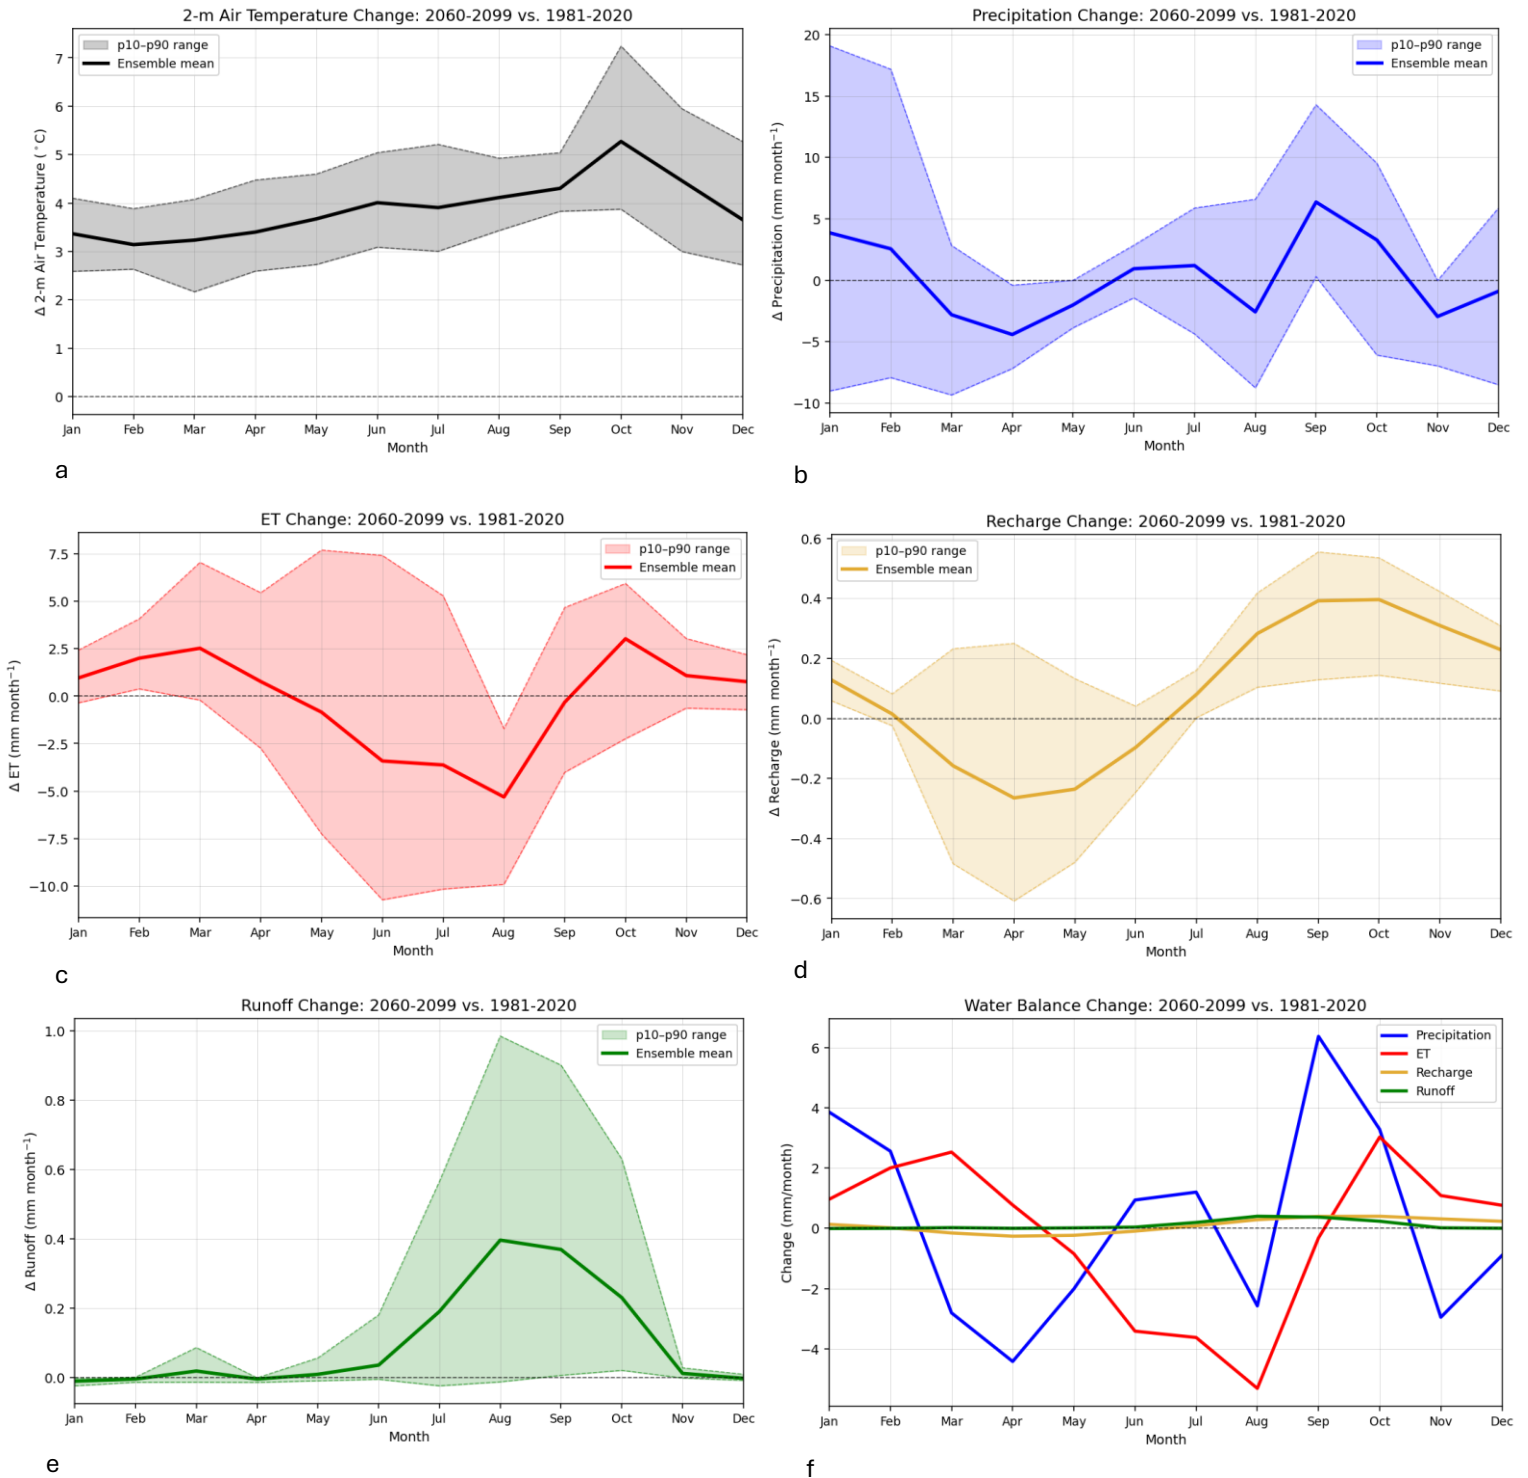 2-m Air Temperature Change: 2060-2099 vs. 1981-2020
p10–p90 range
Ensemble mean
Δ 2-m Air Temperature (°C)
7
6
5
4
3
2
1
0
Jan Feb Mar Apr May Jun Jul Aug Sep Oct Nov Dec
Month
a
Precipitation Change: 2060-2099 vs. 1981-2020
p10–p90 range
Ensemble mean
Δ Precipitation (mm month⁻¹)
20
15
10
5
0
−5
−10
Jan Feb Mar Apr May Jun Jul Aug Sep Oct Nov Dec
Month
b
ET Change: 2060-2099 vs. 1981-2020
p10–p90 range
Ensemble mean
Δ ET (mm month⁻¹)
7.5
5.0
2.5
0.0
−2.5
−5.0
−7.5
−10.0
Jan Feb Mar Apr May Jun Jul Aug Sep Oct Nov Dec
Month
c
Recharge Change: 2060-2099 vs. 1981-2020
p10–p90 range
Ensemble mean
Δ Recharge (mm month⁻¹)
0.6
0.4
0.2
0.0
−0.2
−0.4
−0.6
Jan Feb Mar Apr May Jun Jul Aug Sep Oct Nov Dec
Month
d
Runoff Change: 2060-2099 vs. 1981-2020
p10–p90 range
Ensemble mean
Δ Runoff (mm month⁻¹)
1.0
0.8
0.6
0.4
0.2
0.0
Jan Feb Mar Apr May Jun Jul Aug Sep Oct Nov Dec
Month
e
Water Balance Change: 2060-2099 vs. 1981-2020
Precipitation
ET
Recharge
Runoff
Change (mm/month)
6
4
2
0
−2
−4
Jan Feb Mar Apr May Jun Jul Aug Sep Oct Nov Dec
Month
f